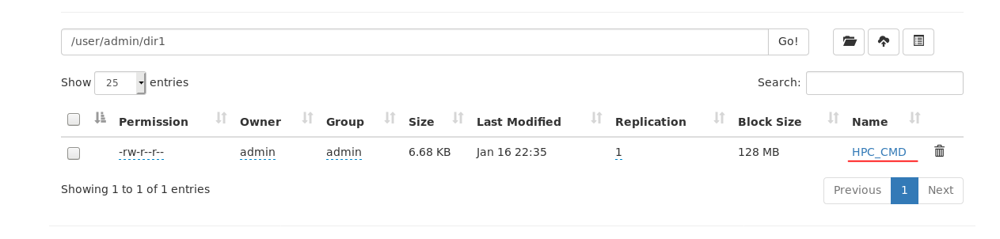 /user/admin/dir1 Go!
Show 25 entries Search:
Permission Owner Group Size Last Modified Replication Block Size Name
-rw-r--r-- admin admin 6.68 KB Jan 16 22:35 1 128 MB HPC_CMD
Showing 1 to 1 of 1 entries Previous 1 Next